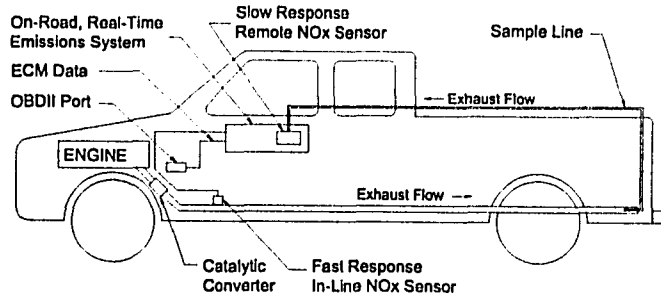 On-Road, Real-Time
Emissions System
Slow Response
Remote NOx Sensor
Sample Line
ECM Data
OBDII Port
Exhaust Flow
ENGINE
Exhaust Flow
Catalytic
Converter
Fast Response
In-Line NOx Sensor